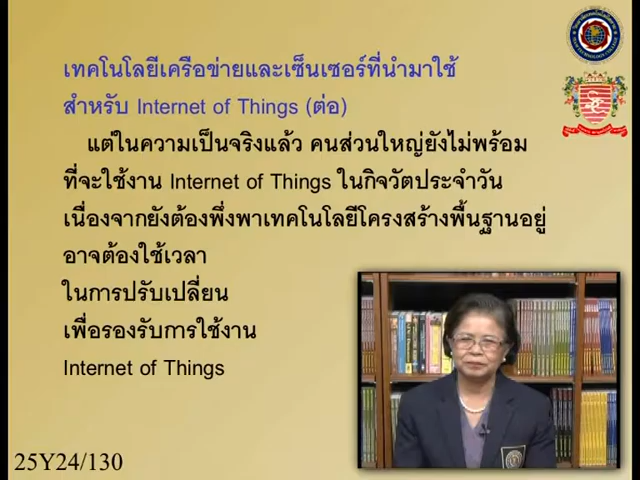 เทคโนโลยีเครือข่ายและเซ็นเซอร์ที่นำมาใช้
สำหรับ Internet of Things (ต่อ)
แต่ในความเป็นจริงแล้ว คนส่วนใหญ่ยังไม่พร้อม
ที่จะใช้งาน Internet of Things ในกิจวัตประจำวัน
เนื่องจากยังต้องพึ่งพาเทคโนโลยีโครงสร้างพื้นฐานอยู่
อาจต้องใช้เวลา
ในการปรับเปลี่ยน
เพื่อรองรับการใช้งาน
Internet of Things
25Y24/130